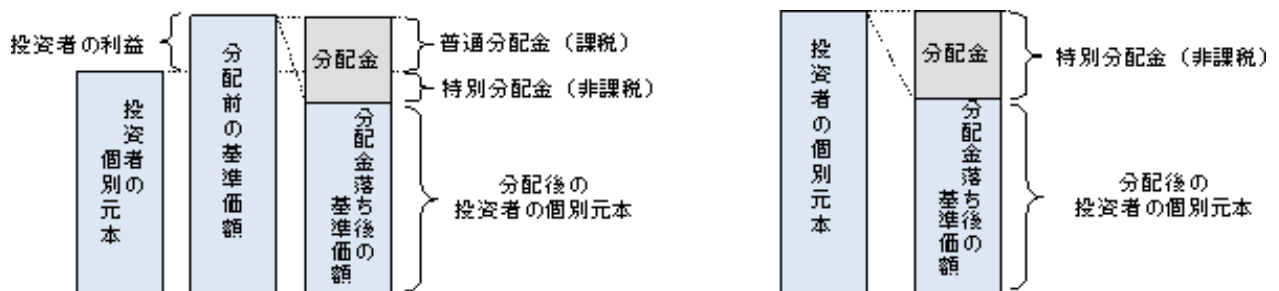 投資者の利益
投資者の
個別元本
分配前の基準価額
分配金
分配金落ち後の
基準価額
普通分配金（課税）
特別分配金（非課税）
分配後の
投資者の個別元本
投資者の個別元本
分配金
分配金落ち後の
基準価額
特別分配金（非課税）
分配後の
投資者の個別元本